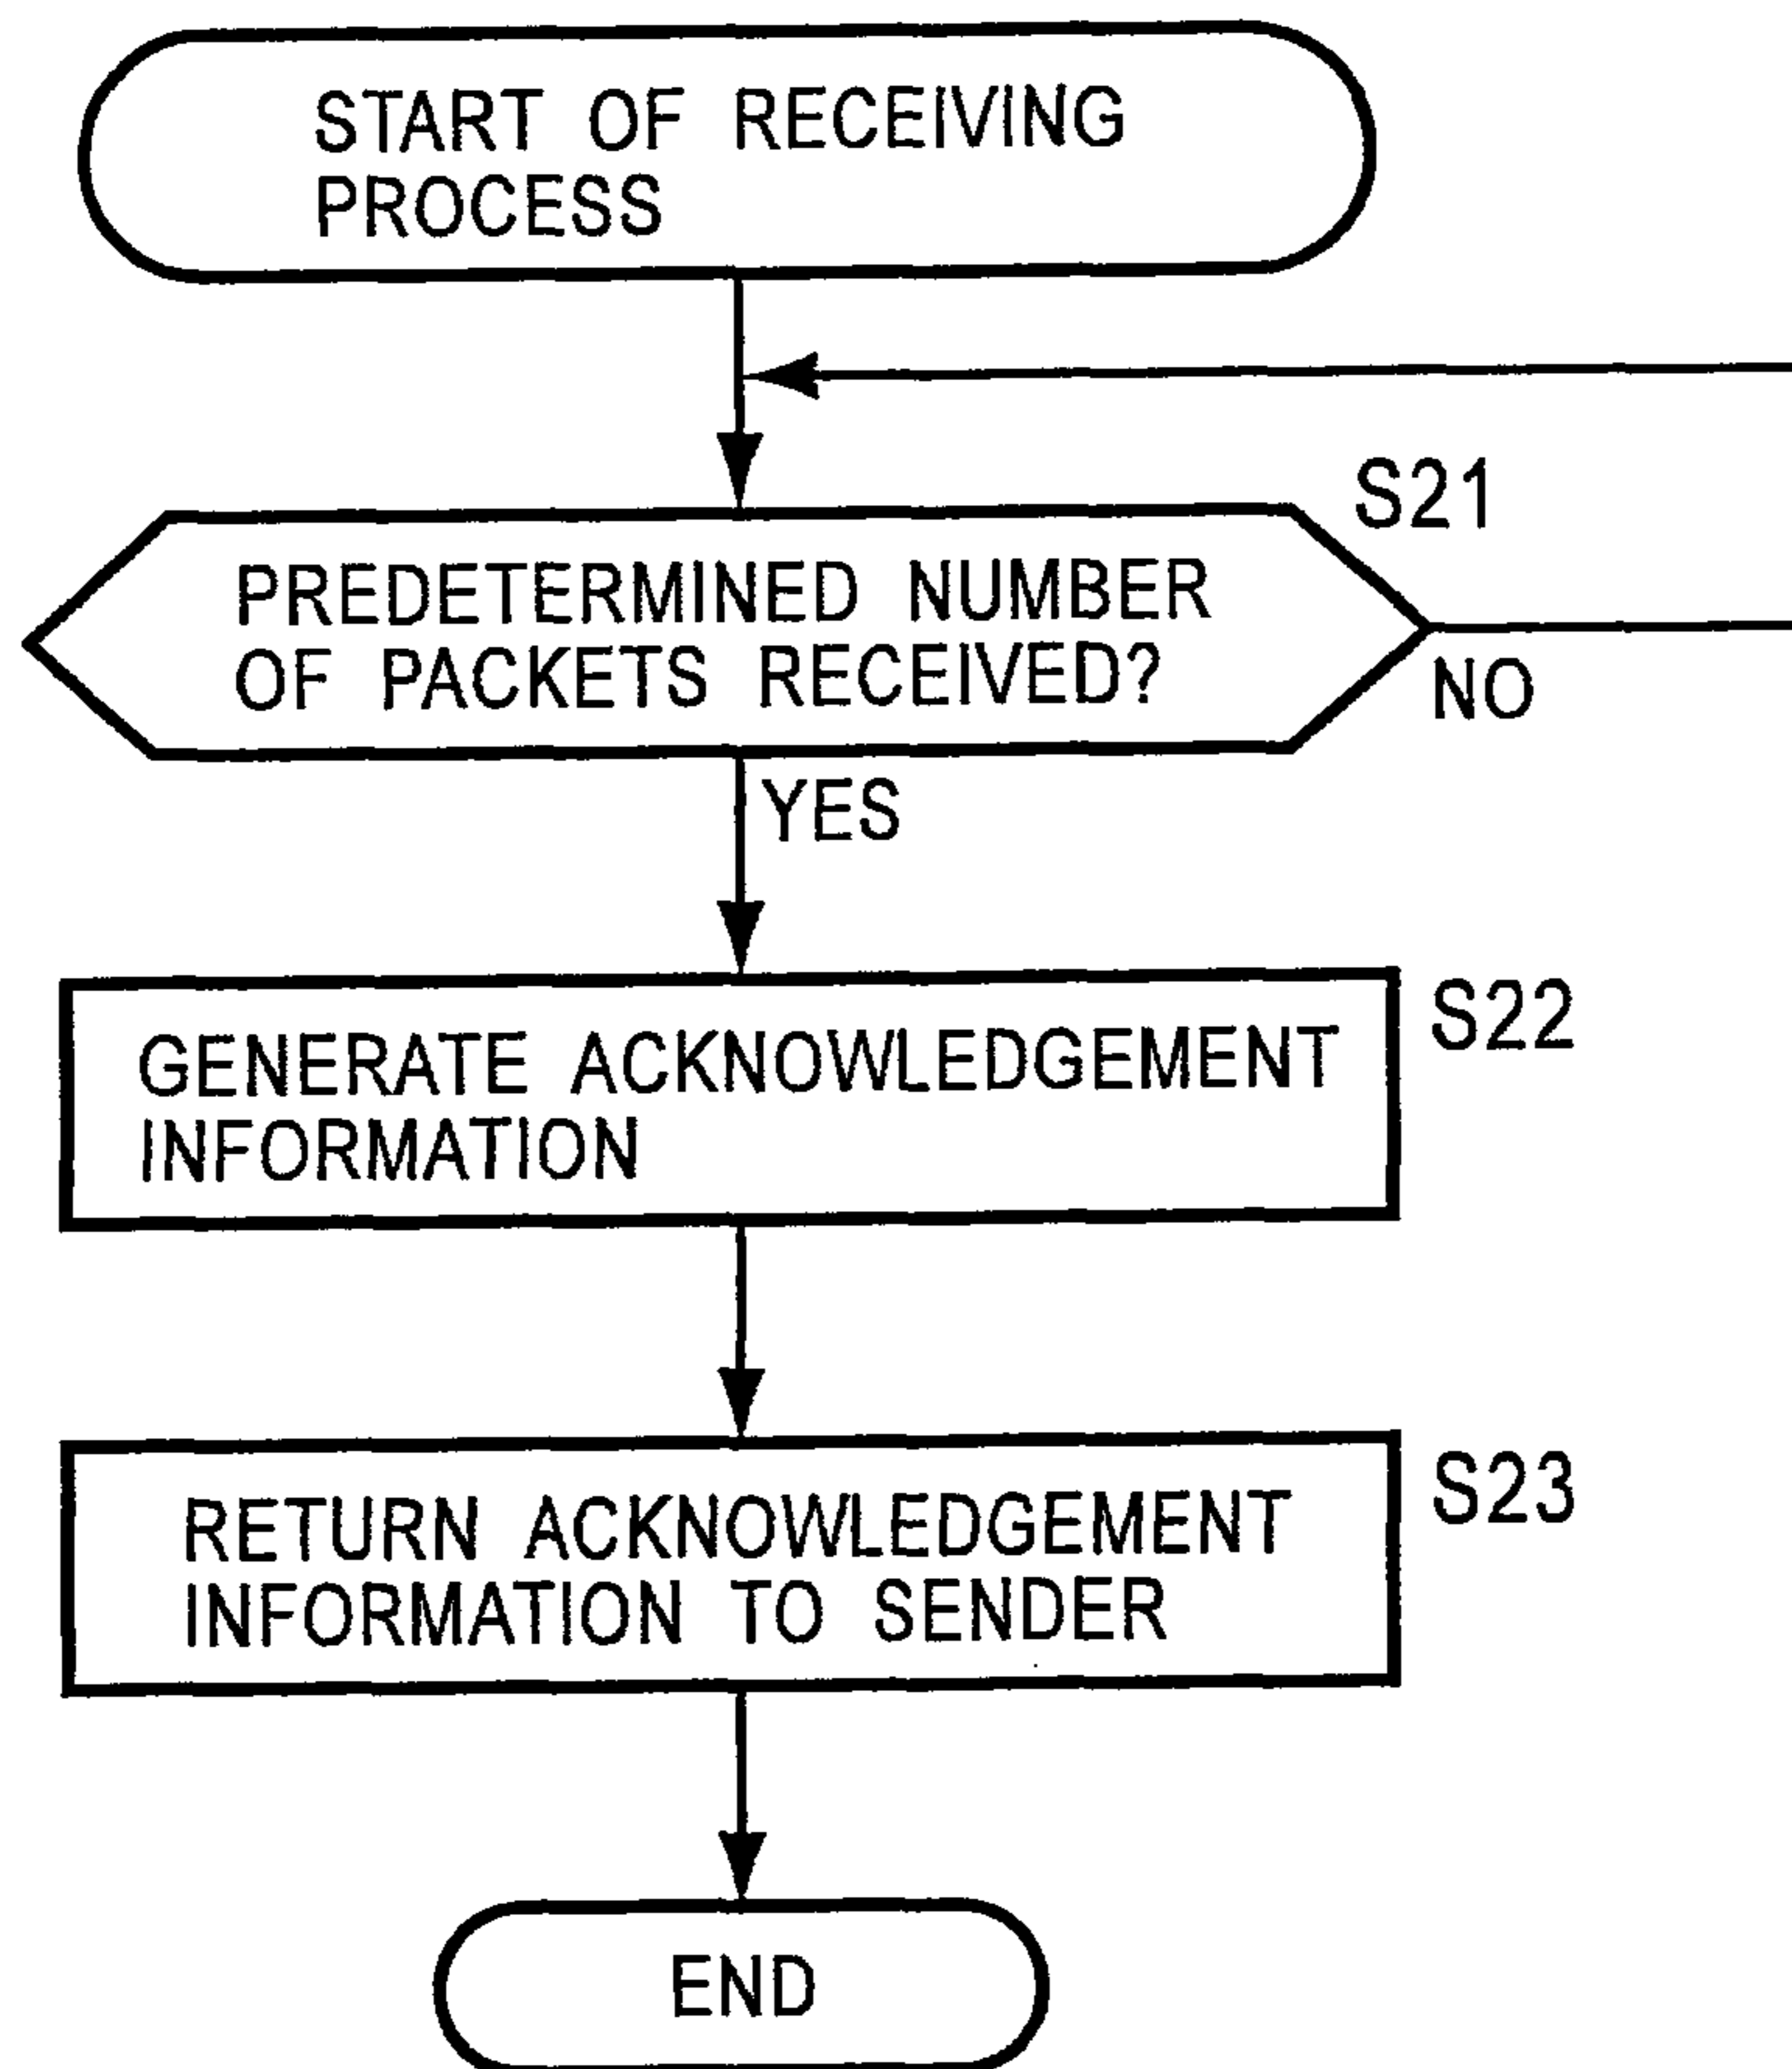 START OF RECEIVING
PROCESS
S21
PREDETERMINED NUMBER
OF PACKETS RECEIVED?
NO
YES
S22
GENERATE ACKNOWLEDGEMENT
INFORMATION
S23
RETURN ACKNOWLEDGEMENT
INFORMATION TO SENDER
END